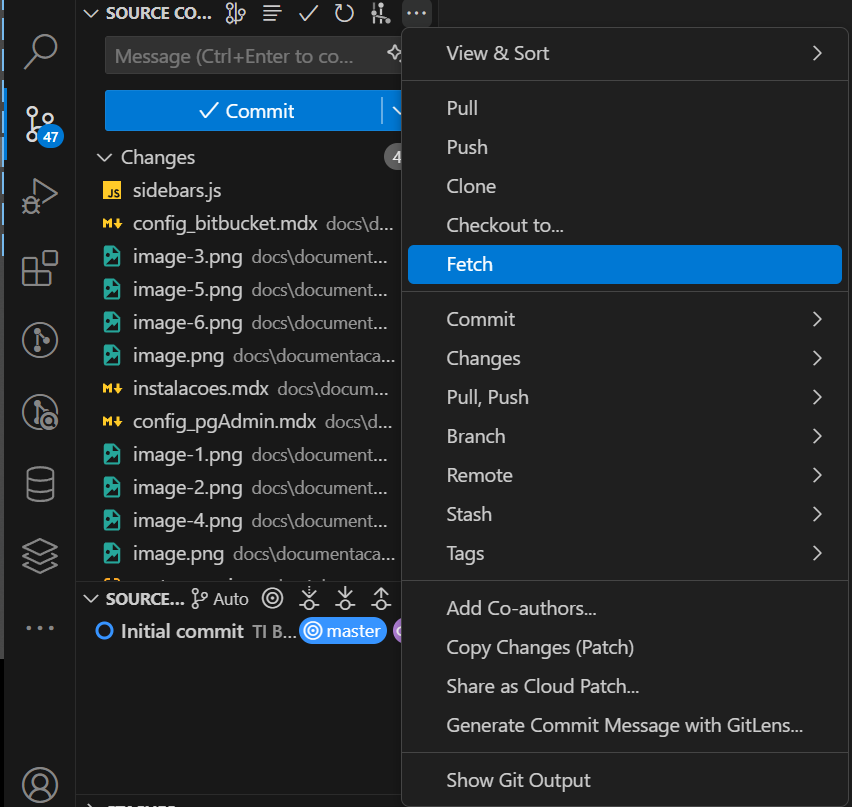 SOURCE CO...
Message (Ctrl+Enter to co...
Commit
47
Changes
4
sidebars.js
config_bitbucket.mdx docs\d...
image-3.png docs\document...
image-5.png docs\document...
image-6.png docs\document...
image.png docs\documentaca...
instalacoes.mdx docs\docum...
config_pgAdmin.mdx docs\d...
image-1.png docs\document...
image-2.png docs\document...
image-4.png docs\document...
image.png docs\documentaca...
SOURCE... Auto
Initial commit TI B... master
View & Sort
Pull
Push
Clone
Checkout to...
Fetch
Commit
Changes
Pull, Push
Branch
Remote
Stash
Tags
Add Co-authors...
Copy Changes (Patch)
Share as Cloud Patch...
Generate Commit Message with GitLens...
Show Git Output